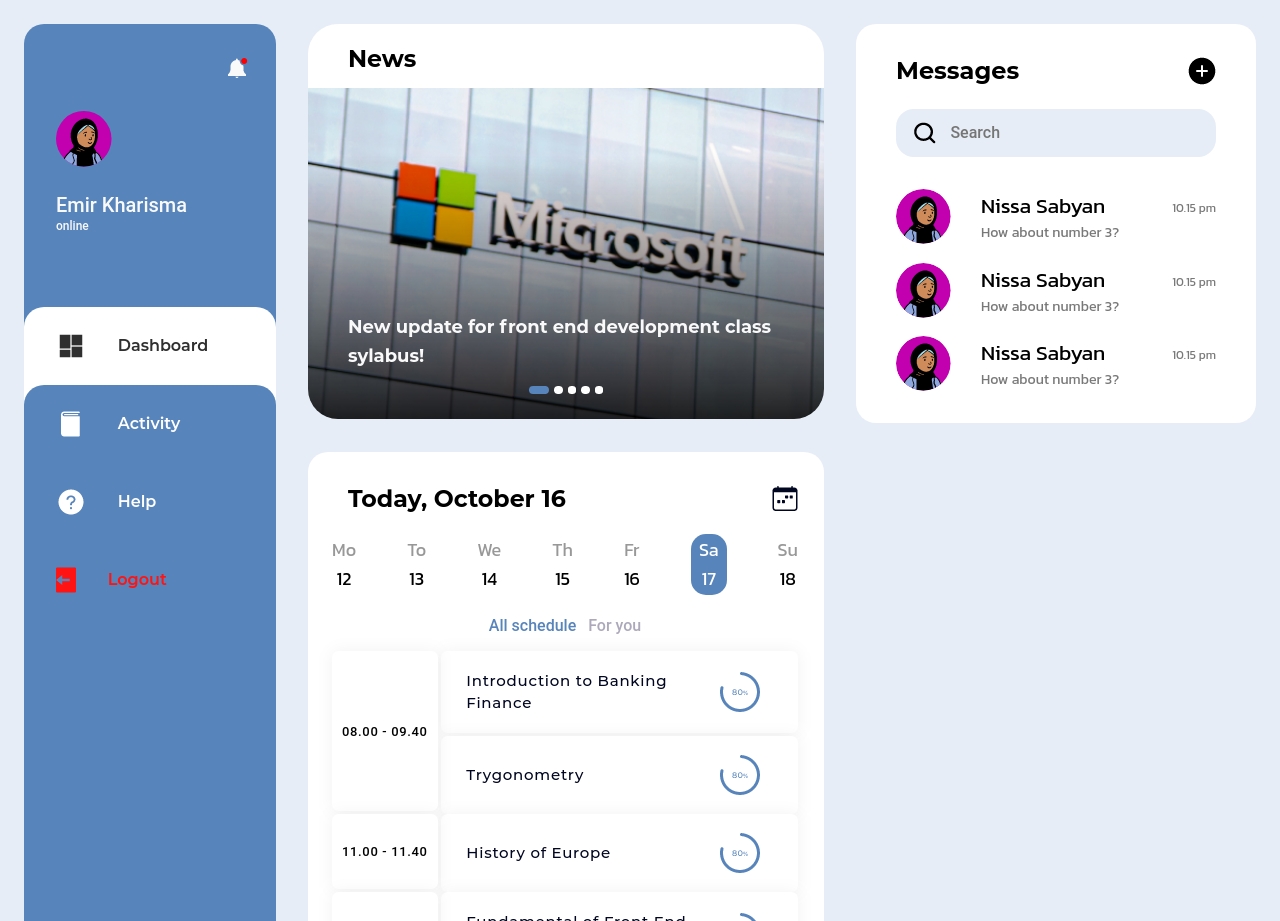 Emir Kharisma
online
Dashboard
Activity
Help
Logout
News
Microsoft
New update for front end development class
sylabus!
Today, October 16
Mo To We Th Fr Sa Su
12 13 14 15 16 17 18
All schedule For you
08.00 - 09.40
Introduction to Banking
Finance
80%
Trygonometry
80%
11.00 - 11.40
History of Europe
80%
Fundamental of Front End
Messages
Search
Nissa Sabyan
10.15 pm
How about number 3?
Nissa Sabyan
10.15 pm
How about number 3?
Nissa Sabyan
10.15 pm
How about number 3?